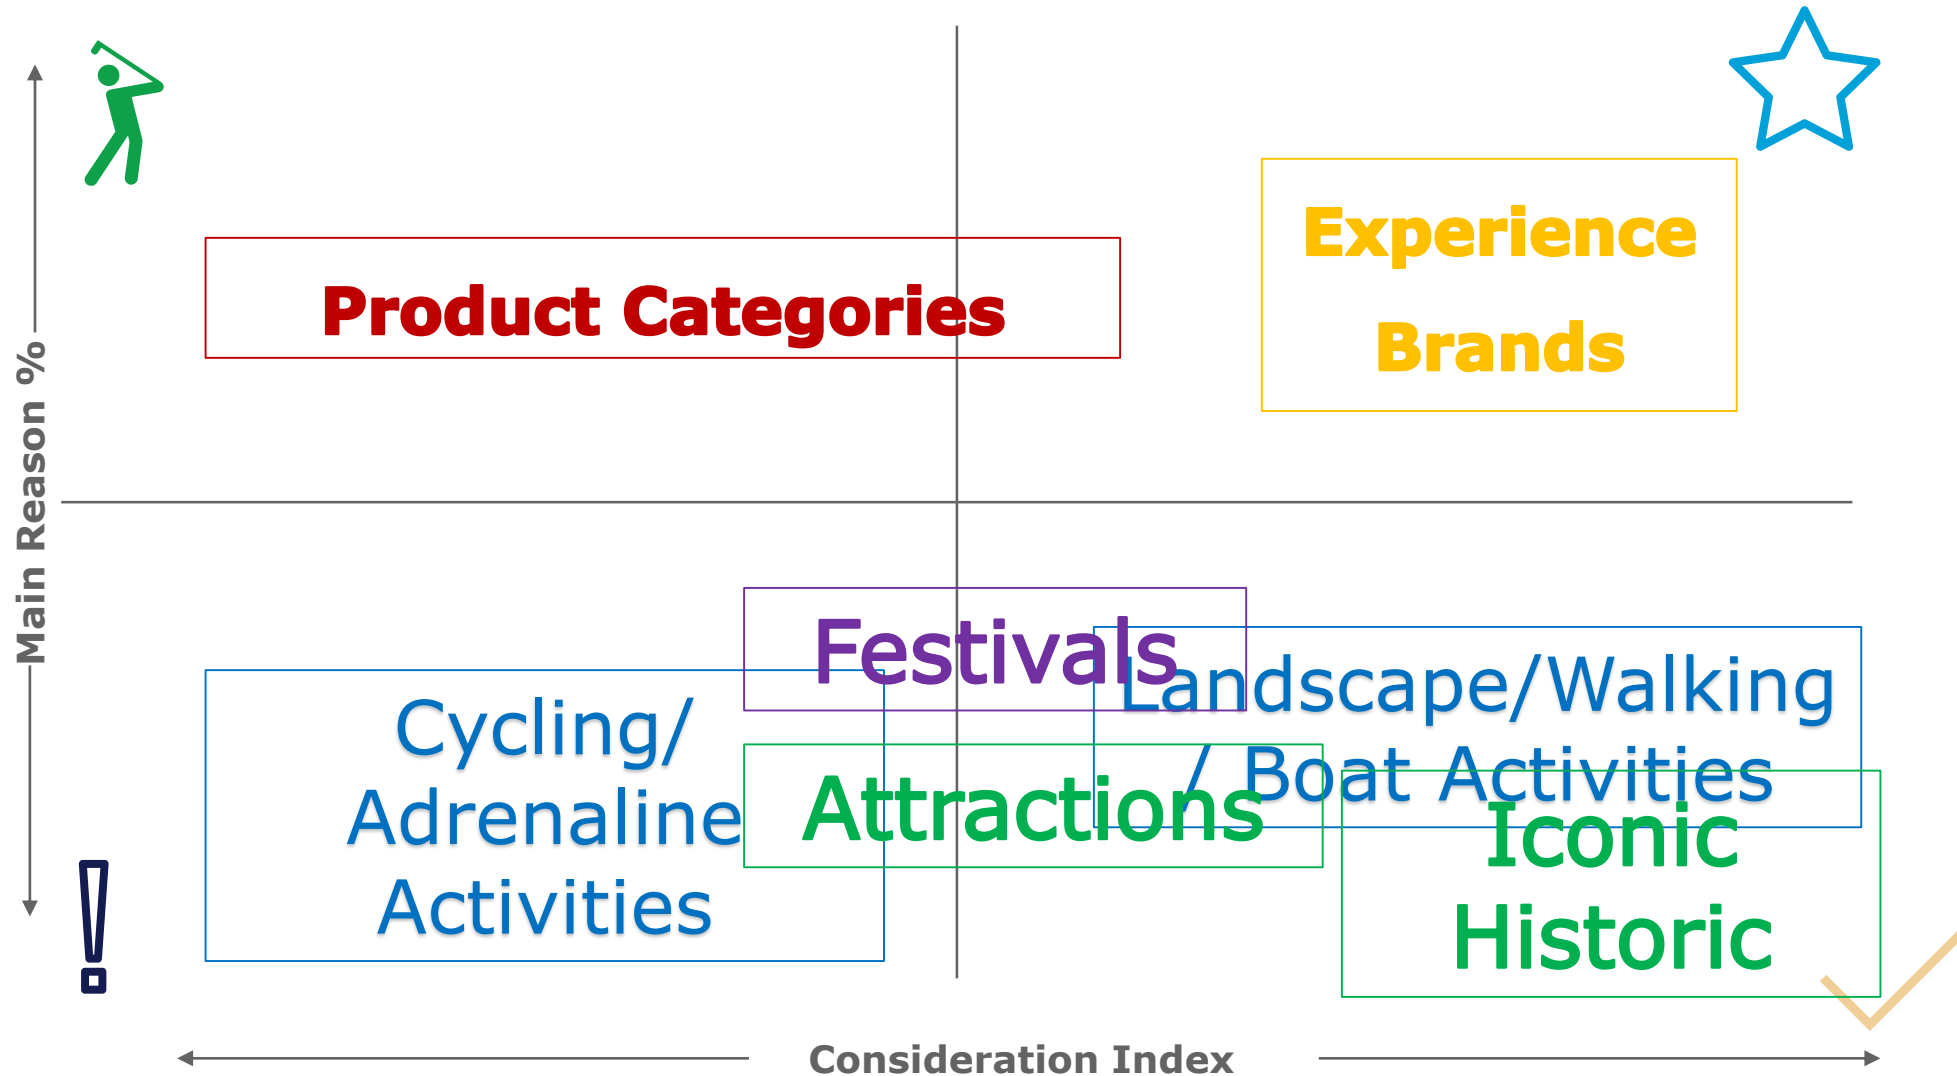 Experience
Brands
Product Categories
Main Reason %
Festivals
Landscape/Walking
/ Boat Activities
Cycling/
Adrenaline
Activities
Attractions
Iconic
Historic
Consideration Index